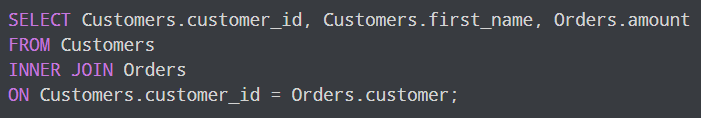 SELECT Customers.customer_id, Customers.first_name, Orders.amount
FROM Customers
INNER JOIN Orders
ON Customers.customer_id = Orders.customer;